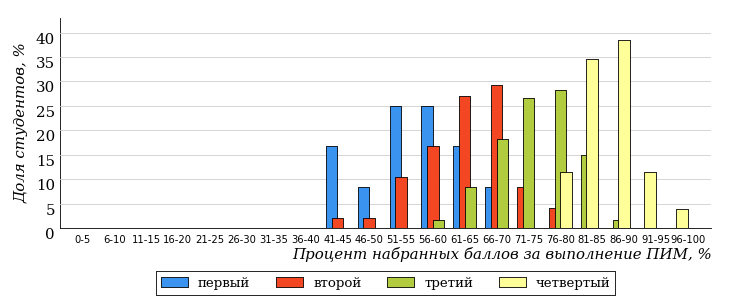 Доля студентов, %
40
35
30
25
20
15
10
5
0
0-5 6-10 11-15 16-20 21-25 26-30 31-35 36-40 41-45 46-50 51-55 56-60 61-65 66-70 71-75 76-80 81-85 86-90 91-95 96-100
Процент набранных баллов за выполнение ПИМ, %
первый второй третий четвертый